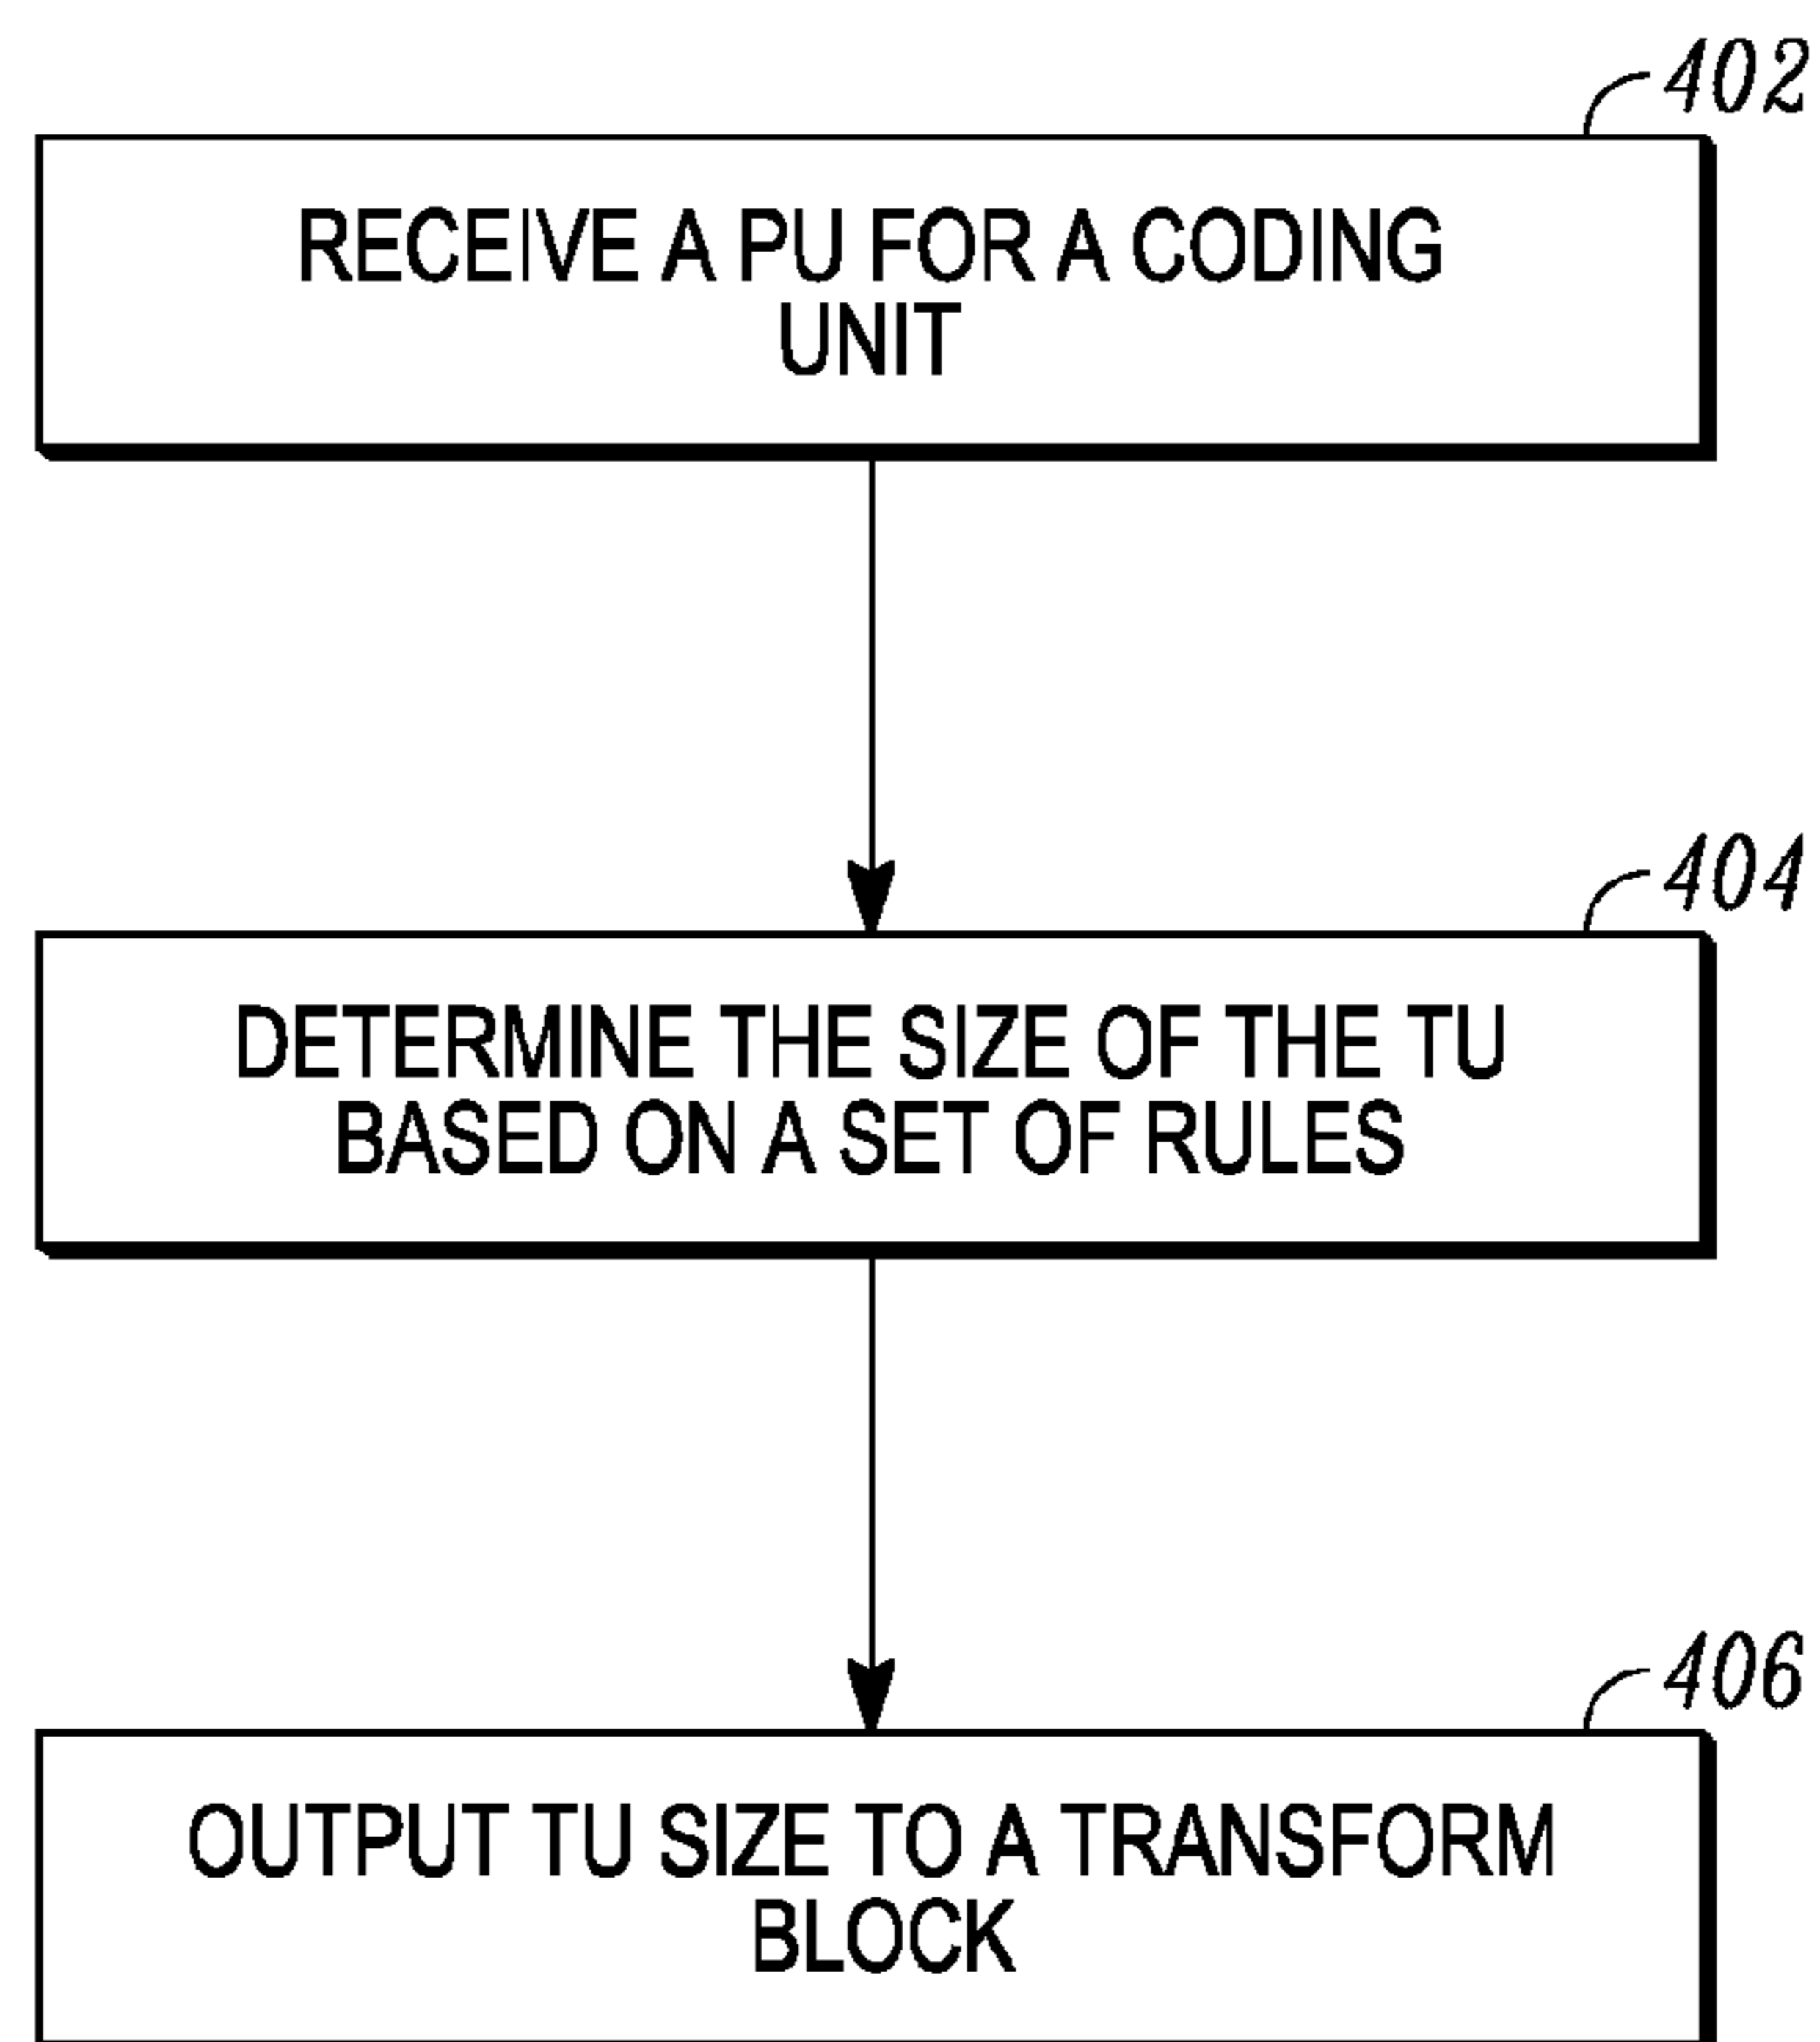 402
RECEIVE A PU FOR A CODING
UNIT
404
DETERMINE THE SIZE OF THE TU
BASED ON A SET OF RULES
406
OUTPUT TU SIZE TO A TRANSFORM
BLOCK